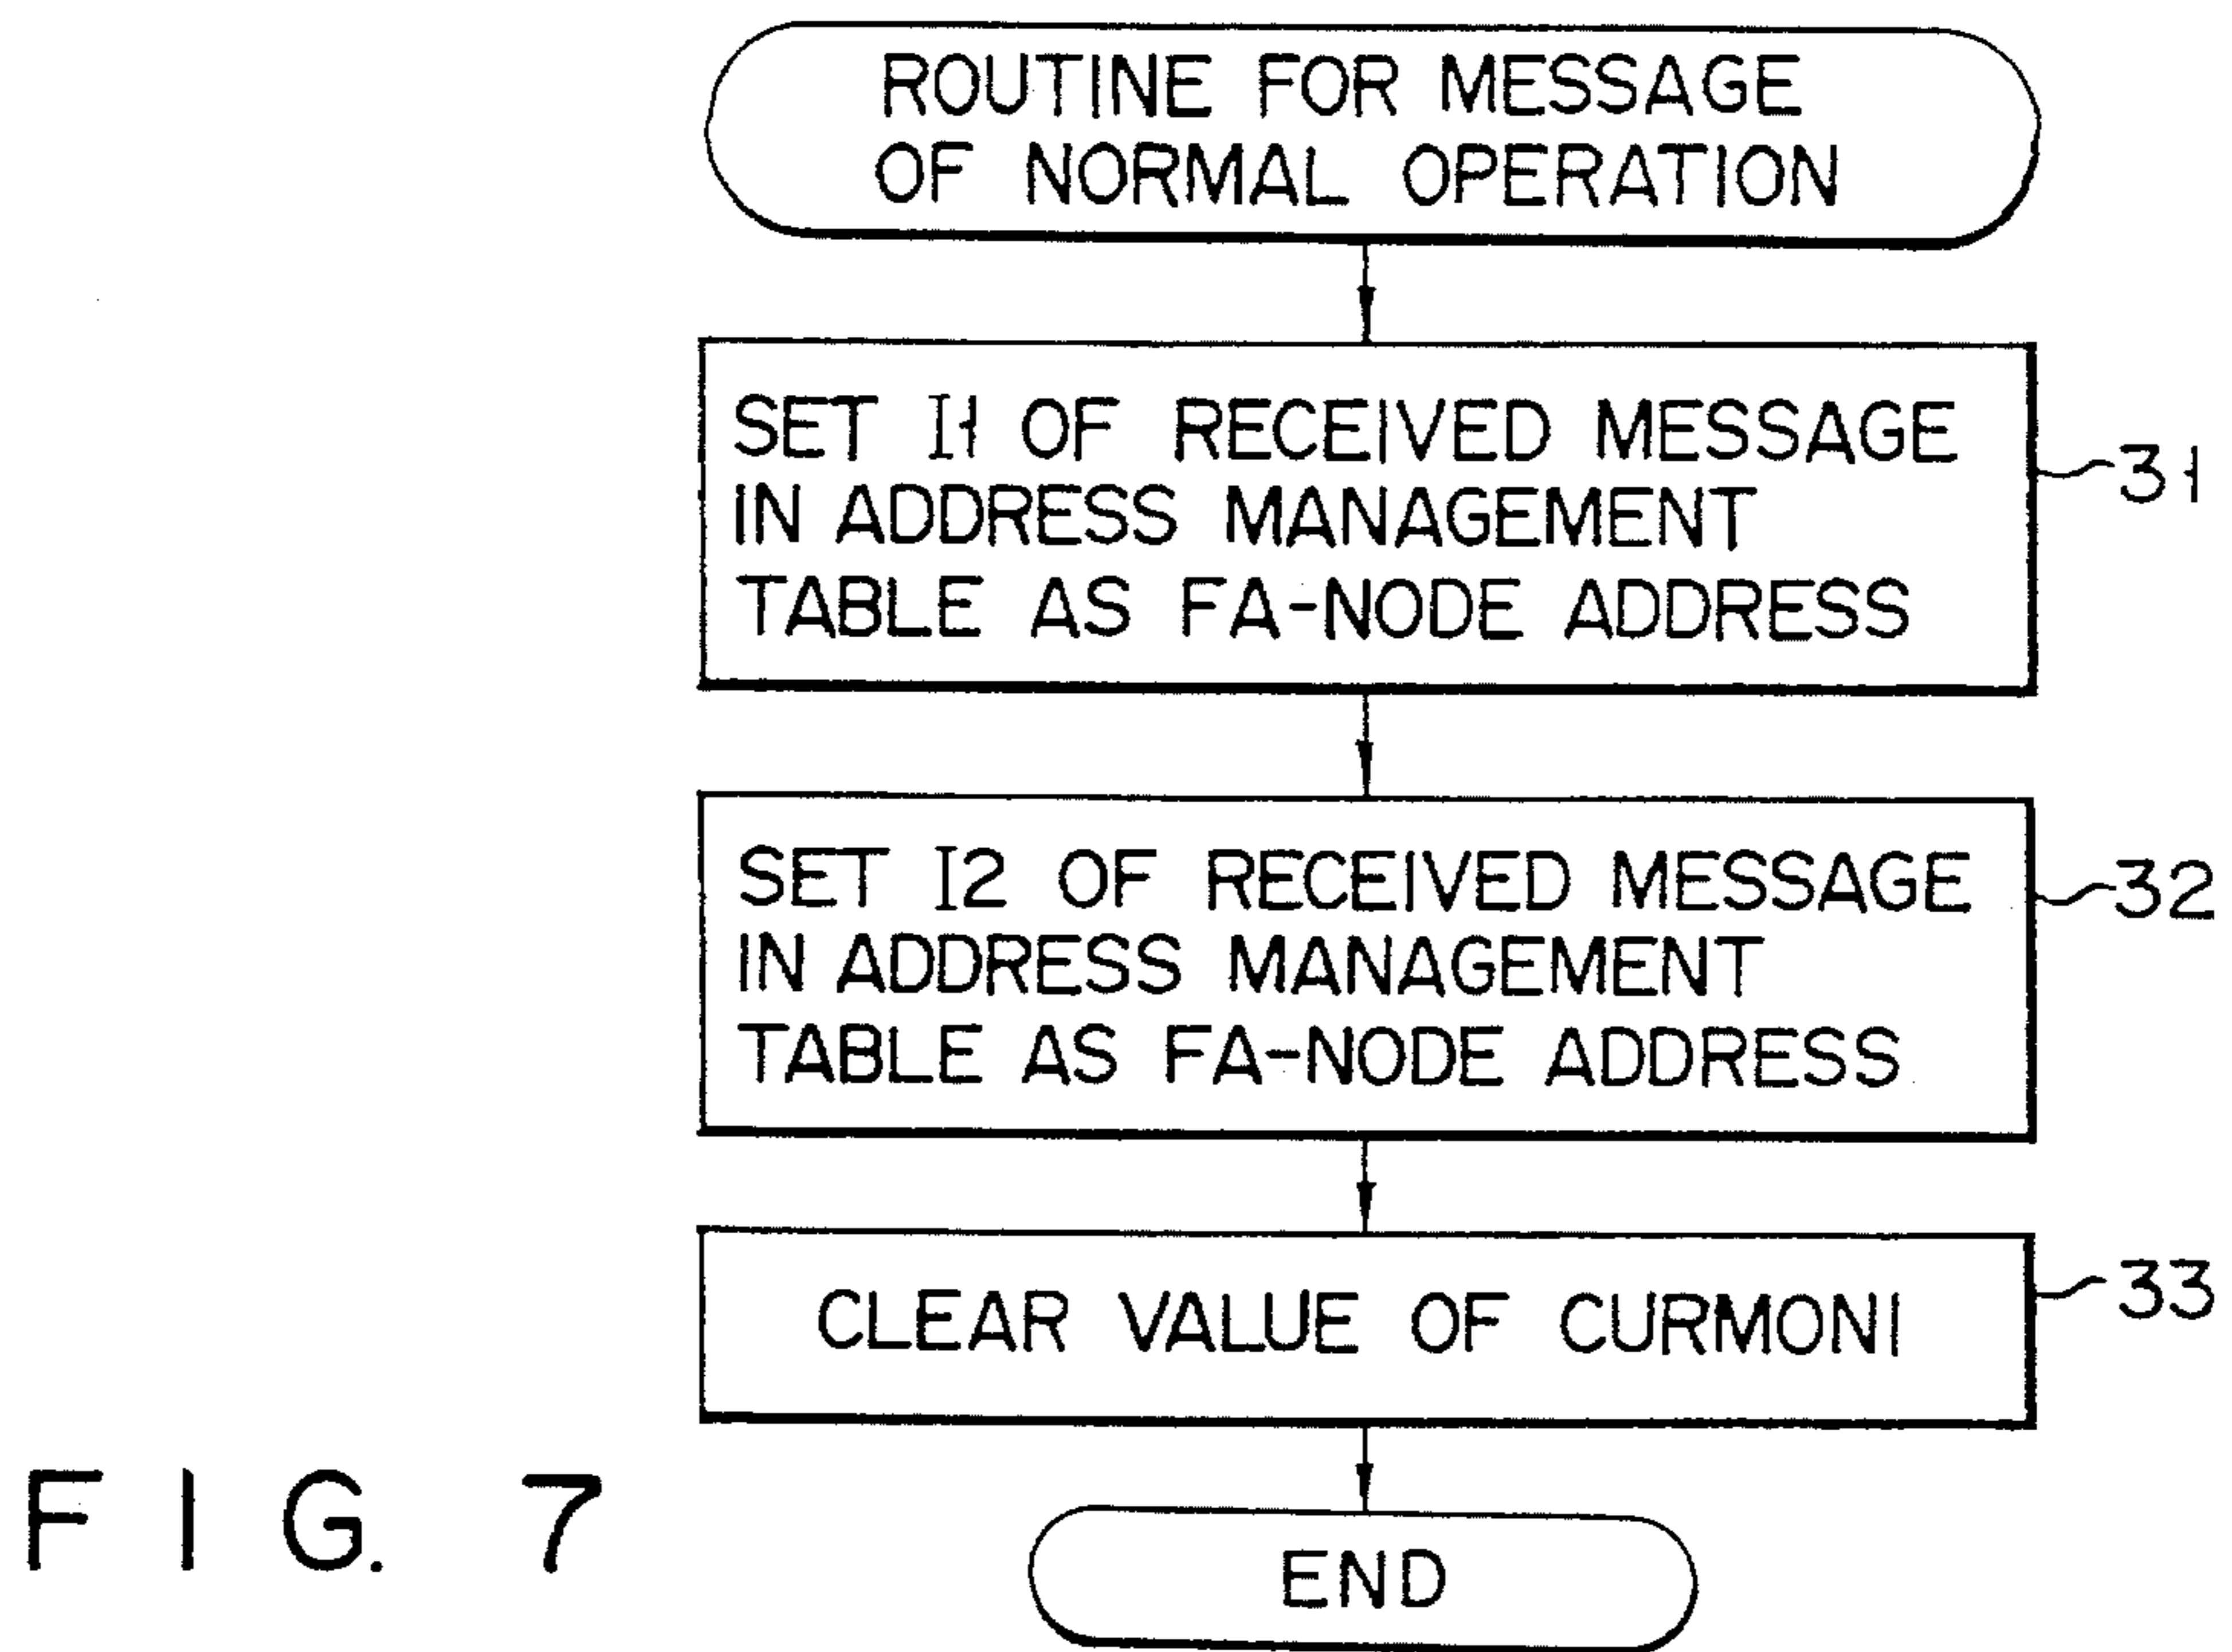 ROUTINE FOR MESSAGE
OF NORMAL OPERATION
SET I1 OF RECEIVED MESSAGE
IN ADDRESS MANAGEMENT
TABLE AS FA-NODE ADDRESS
31
SET I2 OF RECEIVED MESSAGE
IN ADDRESS MANAGEMENT
TABLE AS FA-NODE ADDRESS
32
CLEAR VALUE OF CURMONI
33
END
FIG. 7